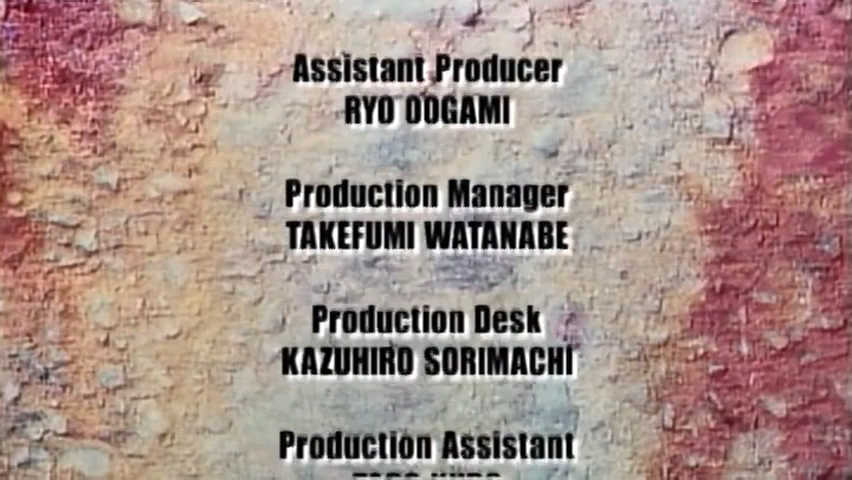 Assistant Producer
RYO OOGAMI
Production Manager
TAKEFUMI WATANABE
Production Desk
KAZUHIRO SORIMACHI
Production Assistant